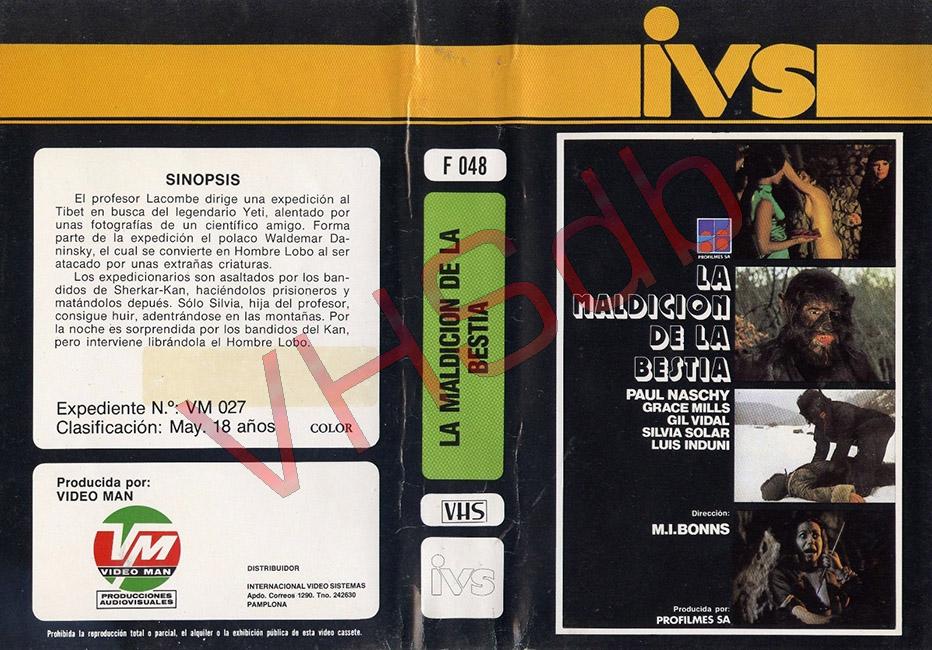 ivs
SINOPSIS
El profesor Lacombe dirige una expedición al
Tibet en busca del legendario Yeti, alentado por
unas fotografías de un científico amigo. Forma
parte de la expedición el polaco Waldemar Da-
ninsky, el cual se convierte en Hombre Lobo al ser
atacado por unas extrañas criaturas.
Los expedicionarios son asaltados por los ban-
didos de Sherkar-Kan, haciéndolos prisioneros y
matándolos depués. Sólo Silvia, hija del profesor,
consigue huir, adentrándose en las montañas. Por
la noche es sorprendida por los bandidos del Kan,
pero interviene librándola el Hombre Lobo.
Expediente N.º: VM 027
Clasificación: May. 18 años COLOR
Producida por:
VIDEO MAN
VM
VIDEO MAN
PRODUCCIONES
AUDIOVISUALES
DISTRIBUIDOR
INTERNACIONAL VIDEO SISTEMAS
Apdo. Correos 1290. Tno. 242630
PAMPLONA
Prohibida la reproducción total o parcial, el alquiler o la exhibición pública de esta video cassete.
F 048
LA MALDICION DE LA
BESTIA
VHS
ivs
PROFILMES SA
LA
MALDICION
DE LA
BESTIA
PAUL NASCHY
GRACE MILLS
GIL VIDAL
SILVIA SOLAR
LUIS INDUNI
Dirección:
M.I.BONNS
Producida por:
PROFILMES SA
VHSdb